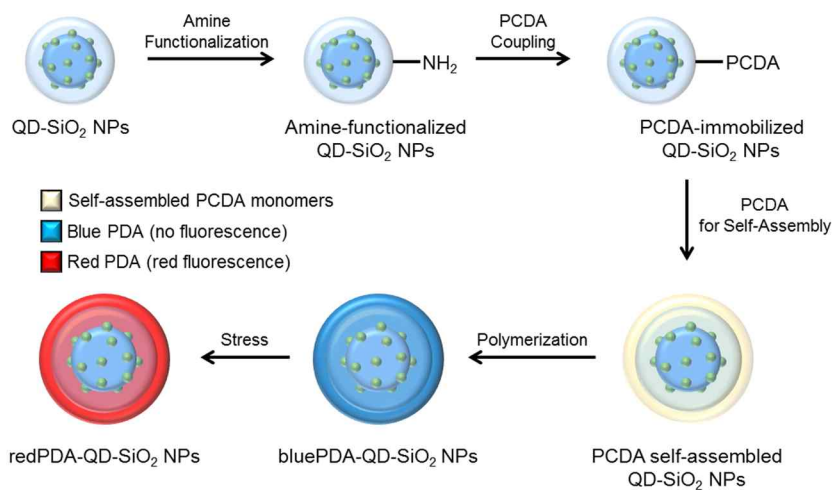 Amine
Functionalization
PCDA
Coupling
NH₂
PCDA
QD-SiO₂ NPs
Amine-functionalized
QD-SiO₂ NPs
PCDA-immobilized
QD-SiO₂ NPs
Self-assembled PCDA monomers
Blue PDA (no fluorescence)
Red PDA (red fluorescence)
PCDA
for Self-Assembly
Stress
Polymerization
redPDA-QD-SiO₂ NPs
bluePDA-QD-SiO₂ NPs
PCDA self-assembled
QD-SiO₂ NPs